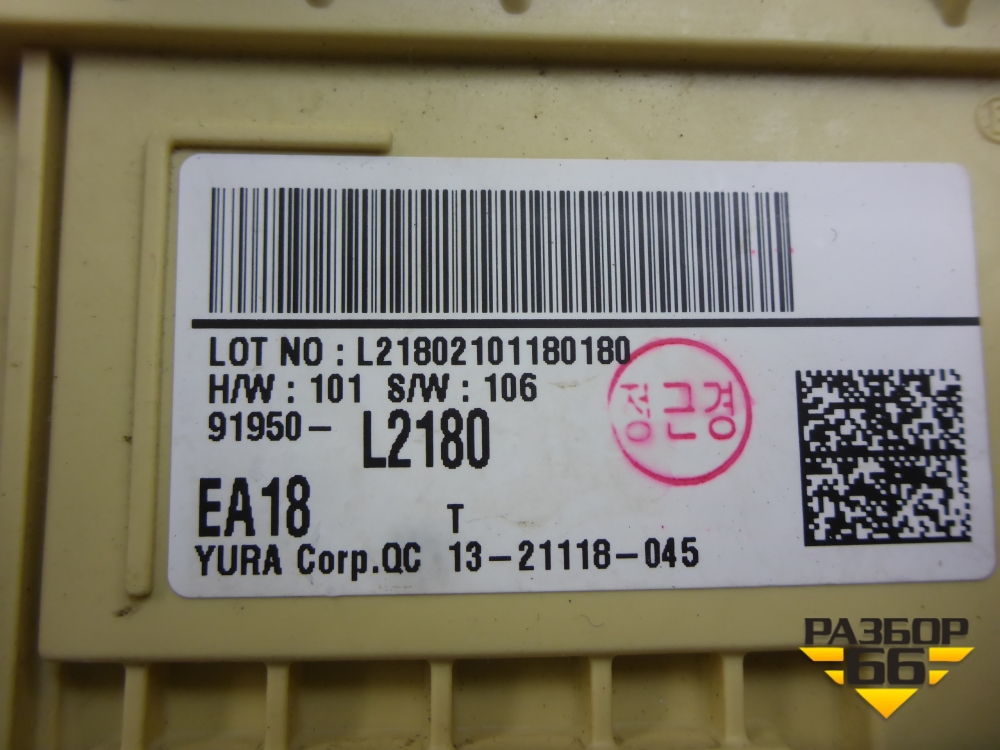 LOT NO : L21802101180180
H/W : 101 S/W : 106
91950- L2180
정근경
EA18
T
YURA Corp.QC 13-21118-045
РАЗБОР
66